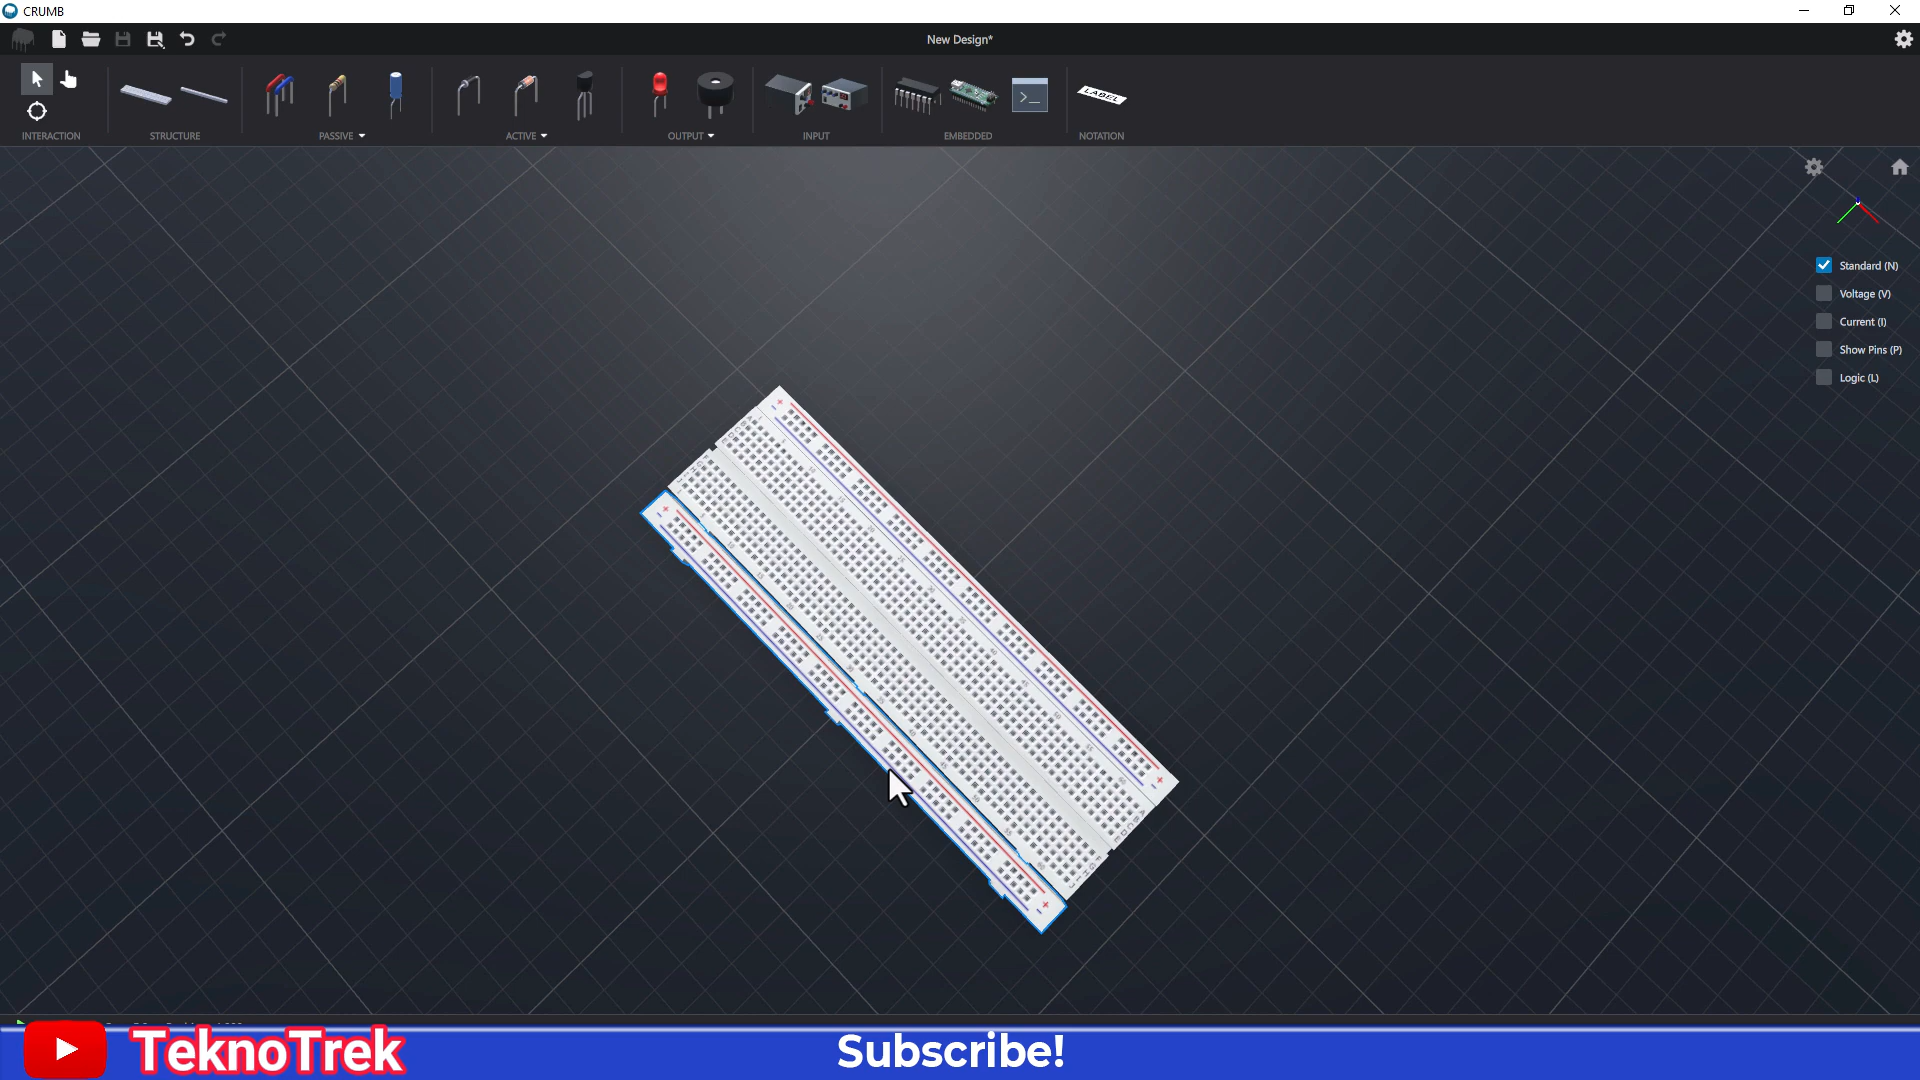 CRUMB
New Design*
INTERACTION
STRUCTURE
PASSIVE
ACTIVE
OUTPUT
INPUT
EMBEDDED
NOTATION
LABEL
>_
Standard (N)
Voltage (V)
Current (I)
Show Pins (P)
Logic (L)
TeknoTrek
Subscribe!